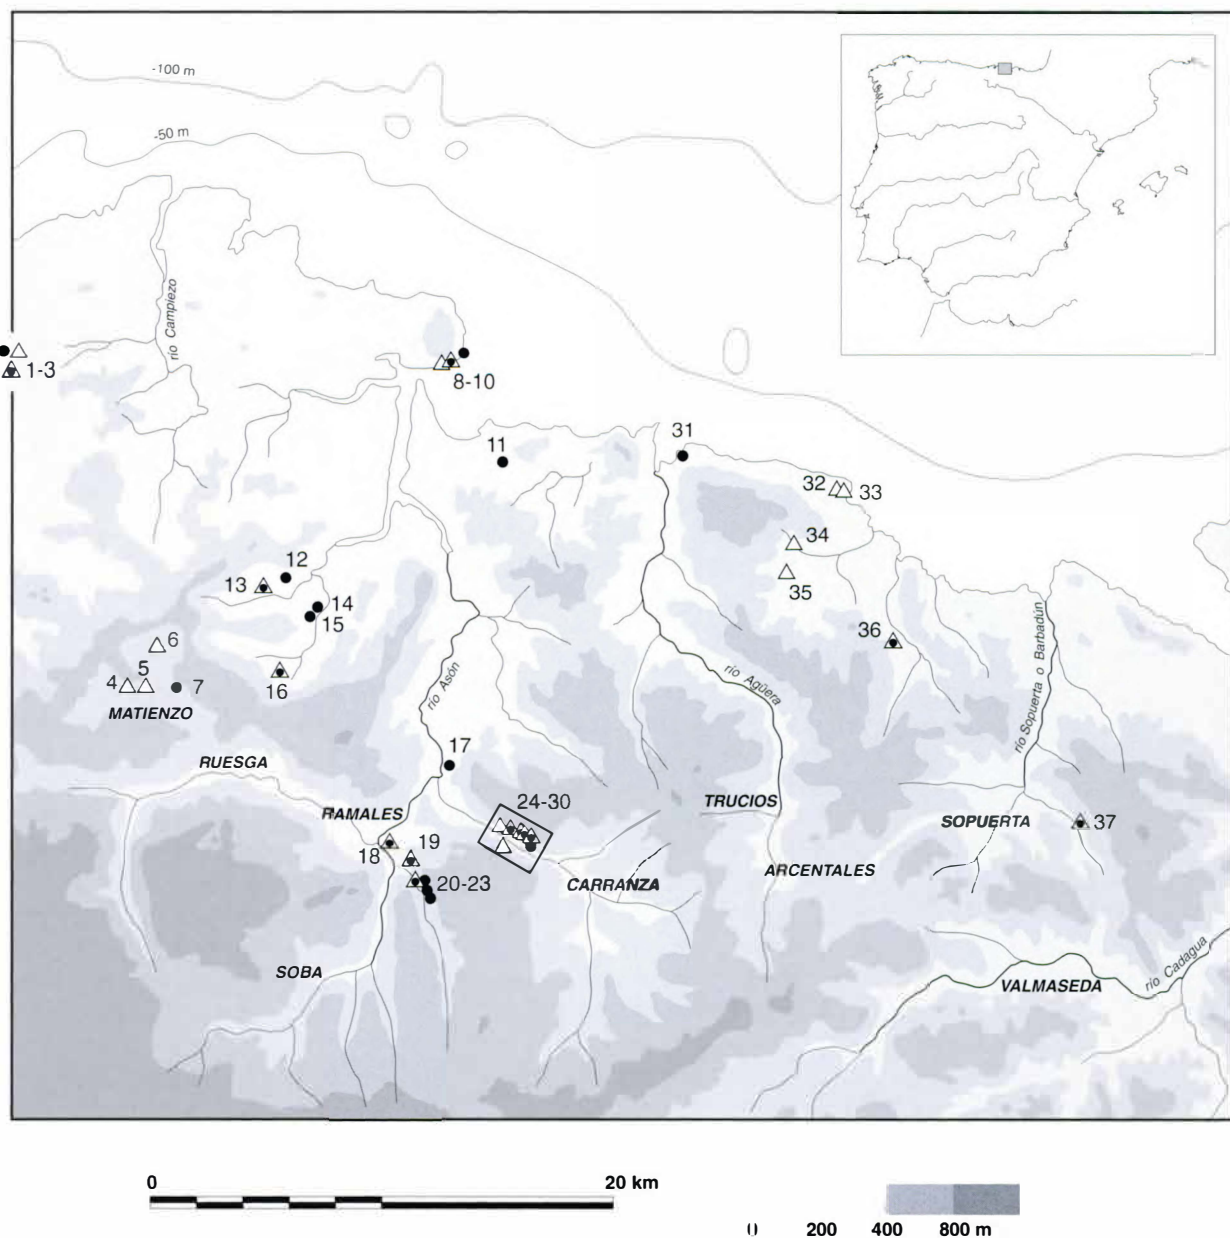 -100 m
-50 m
río Campiezo
1-3
8-10
11
31
32
33
34
35
12
13
14
15
36
6
5
4
7
16
MATIENZO
río Asón
río Agüera
río Sopuerta o Barbadún
17
RUESGA
RAMALES
24-30
TRUCIOS
SOPUERTA
37
18
19
20-23
CARRANZA
ARCENTALES
SOBA
VALMASEDA
río Cadagua
0
20 km
0
200
400
800 m